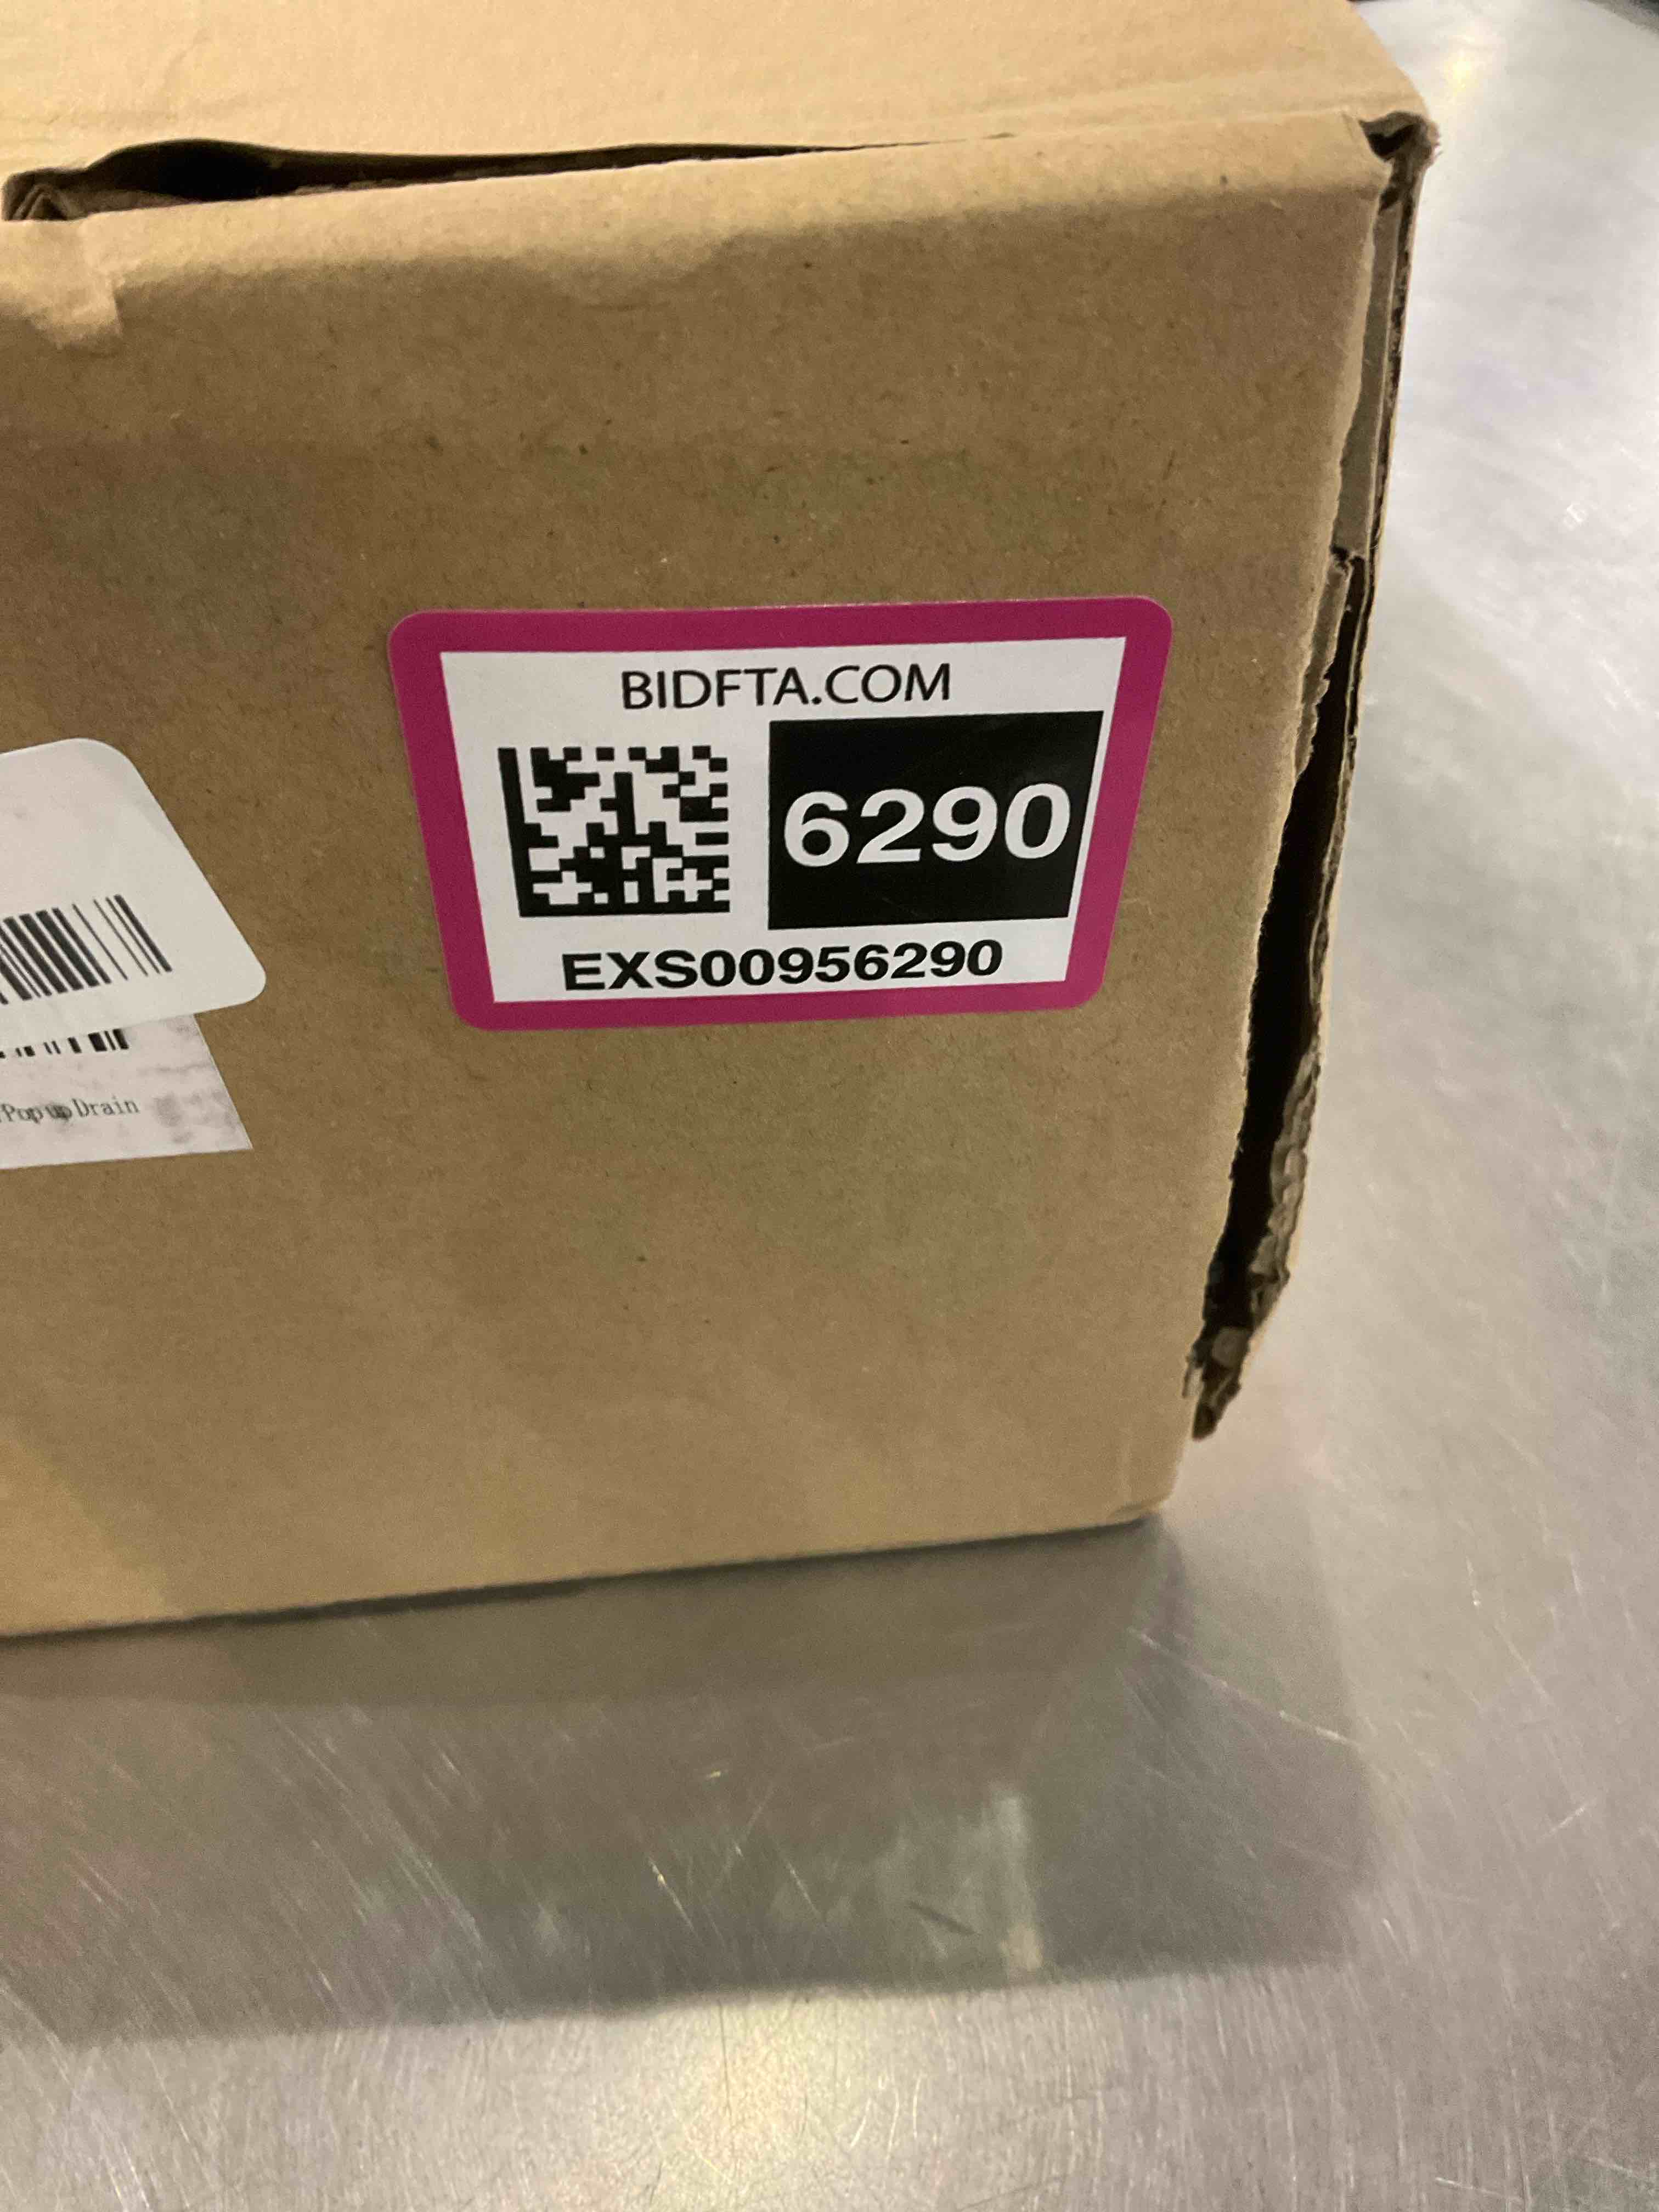 BIDFTA.COM
6290
EXS00956290
Pop up Drain